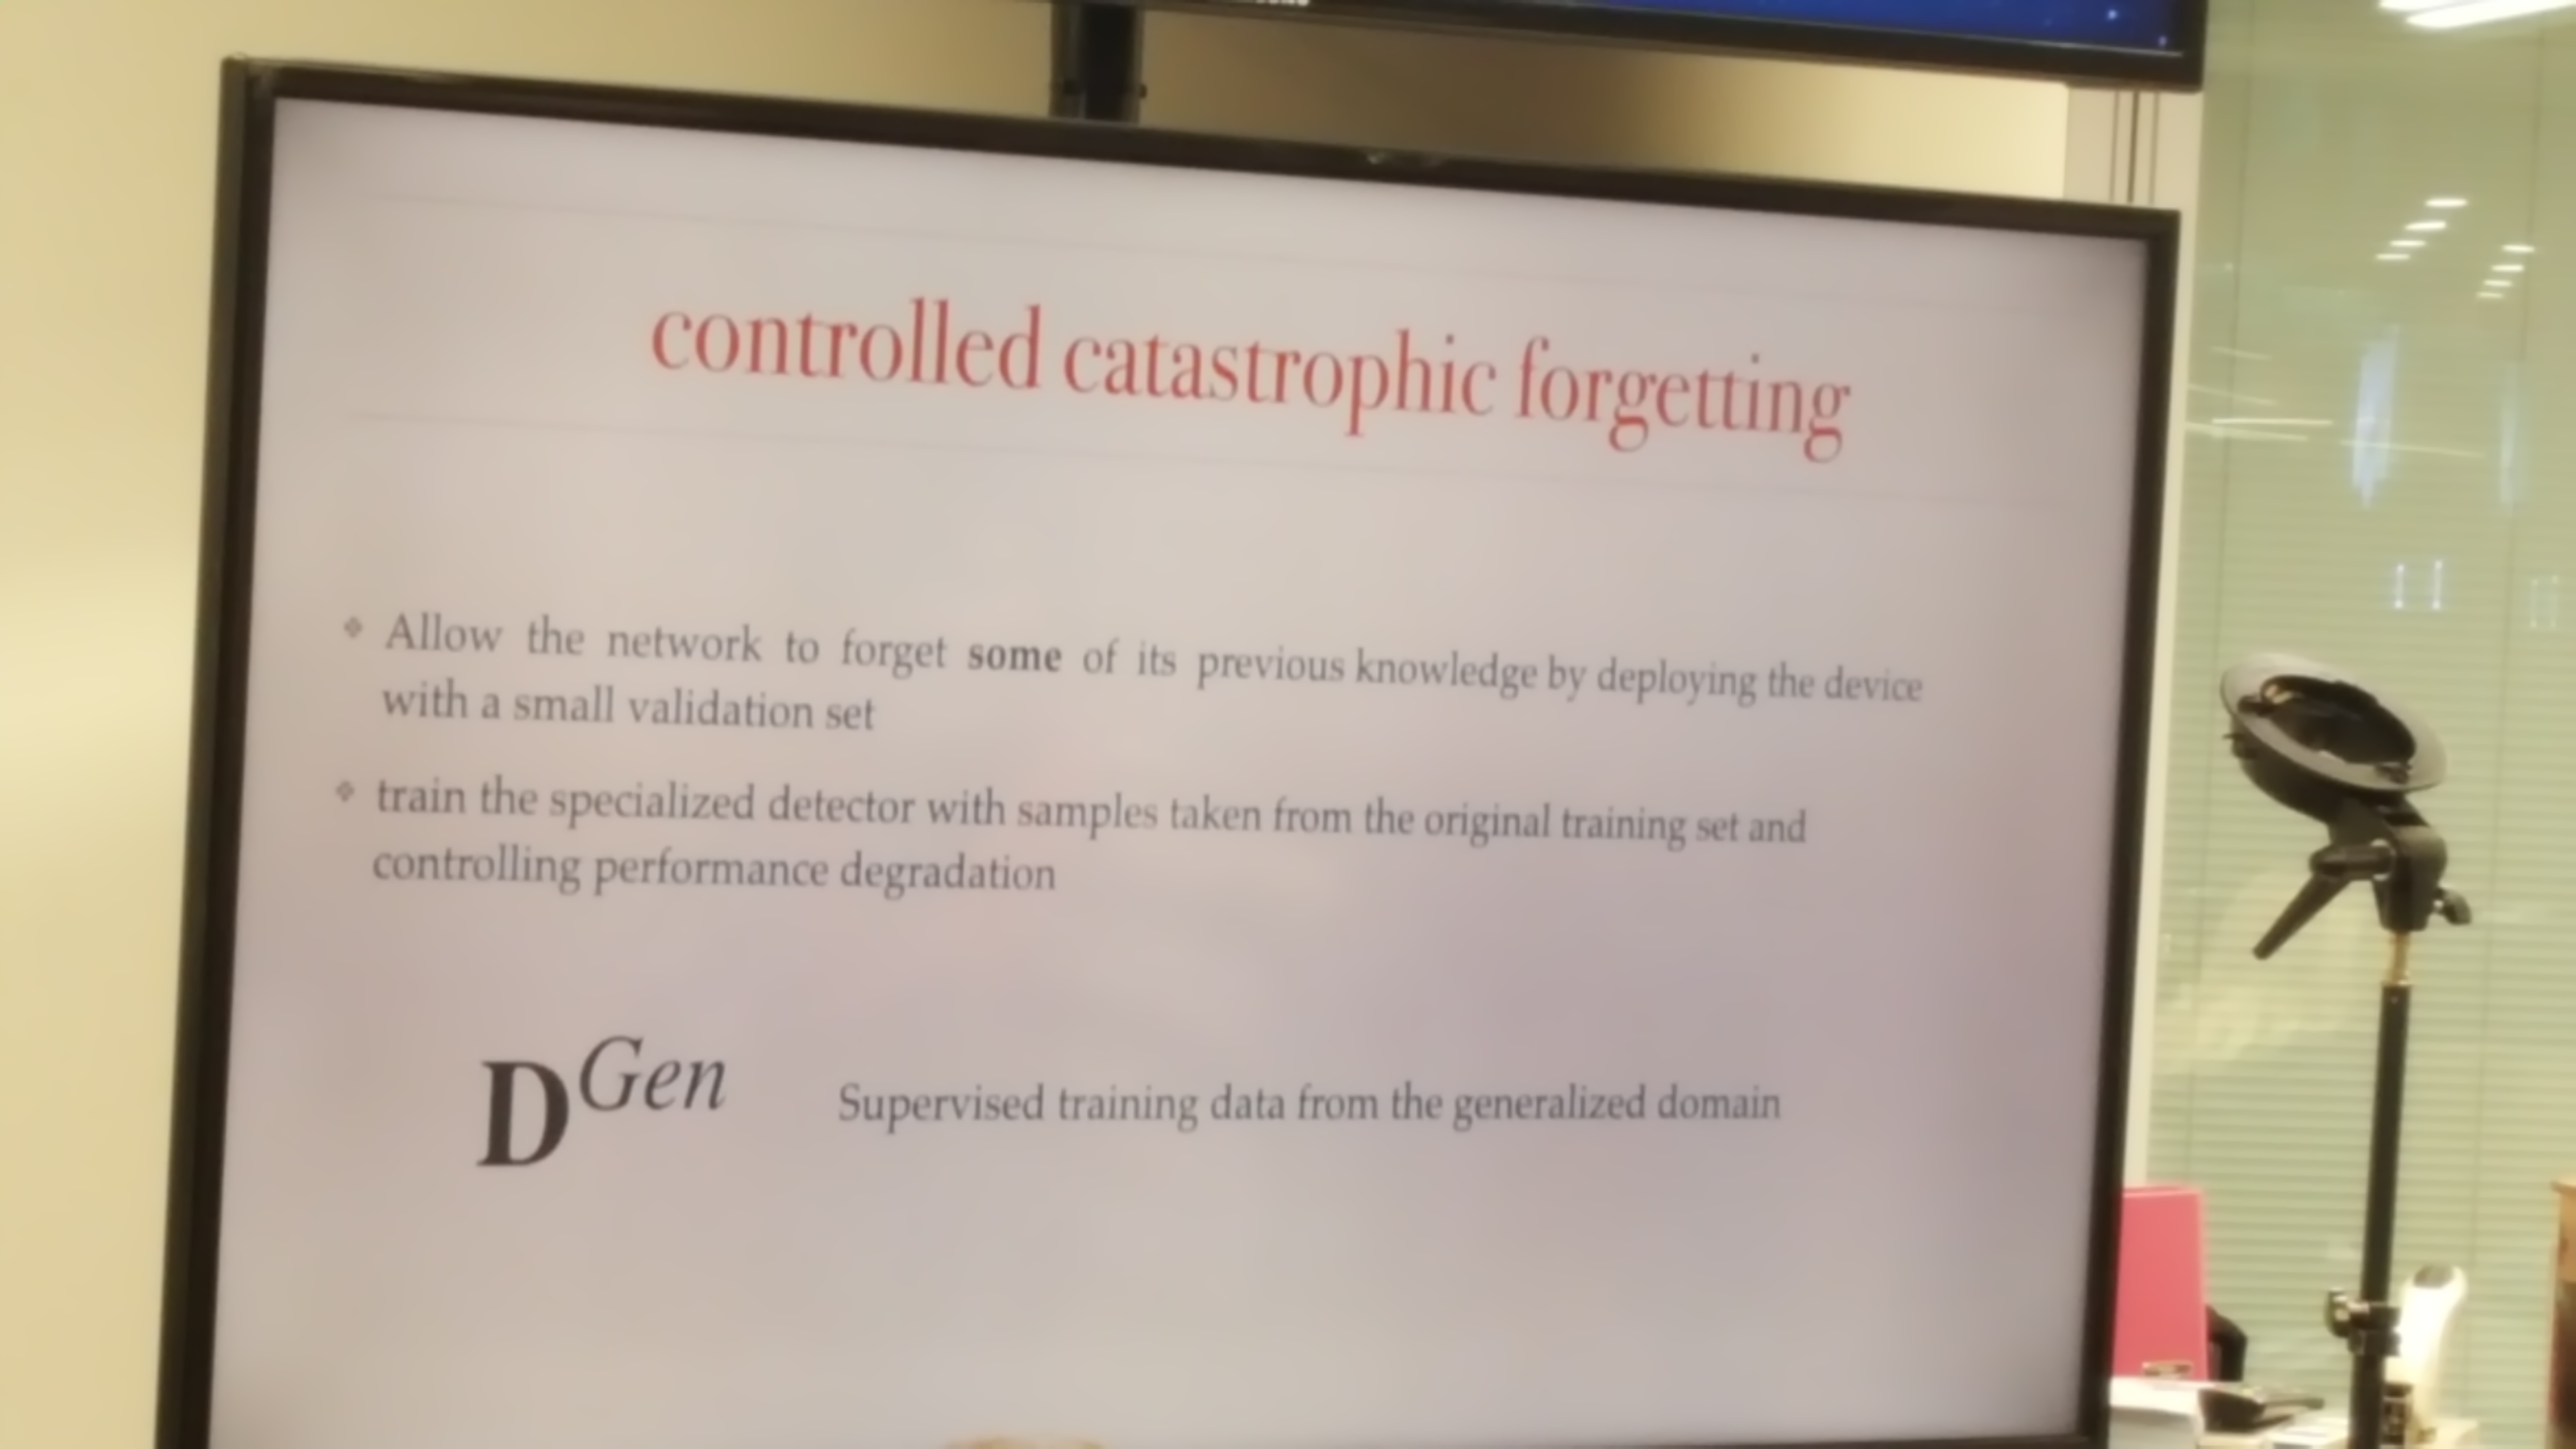 controlled catastrophic forgetting
Allow the network to forget some of its previous knowledge by deploying the device
with a small validation set
train the specialized detector with samples taken from the original training set and
controlling performance degradation
D^Gen Supervised training data from the generalized domain